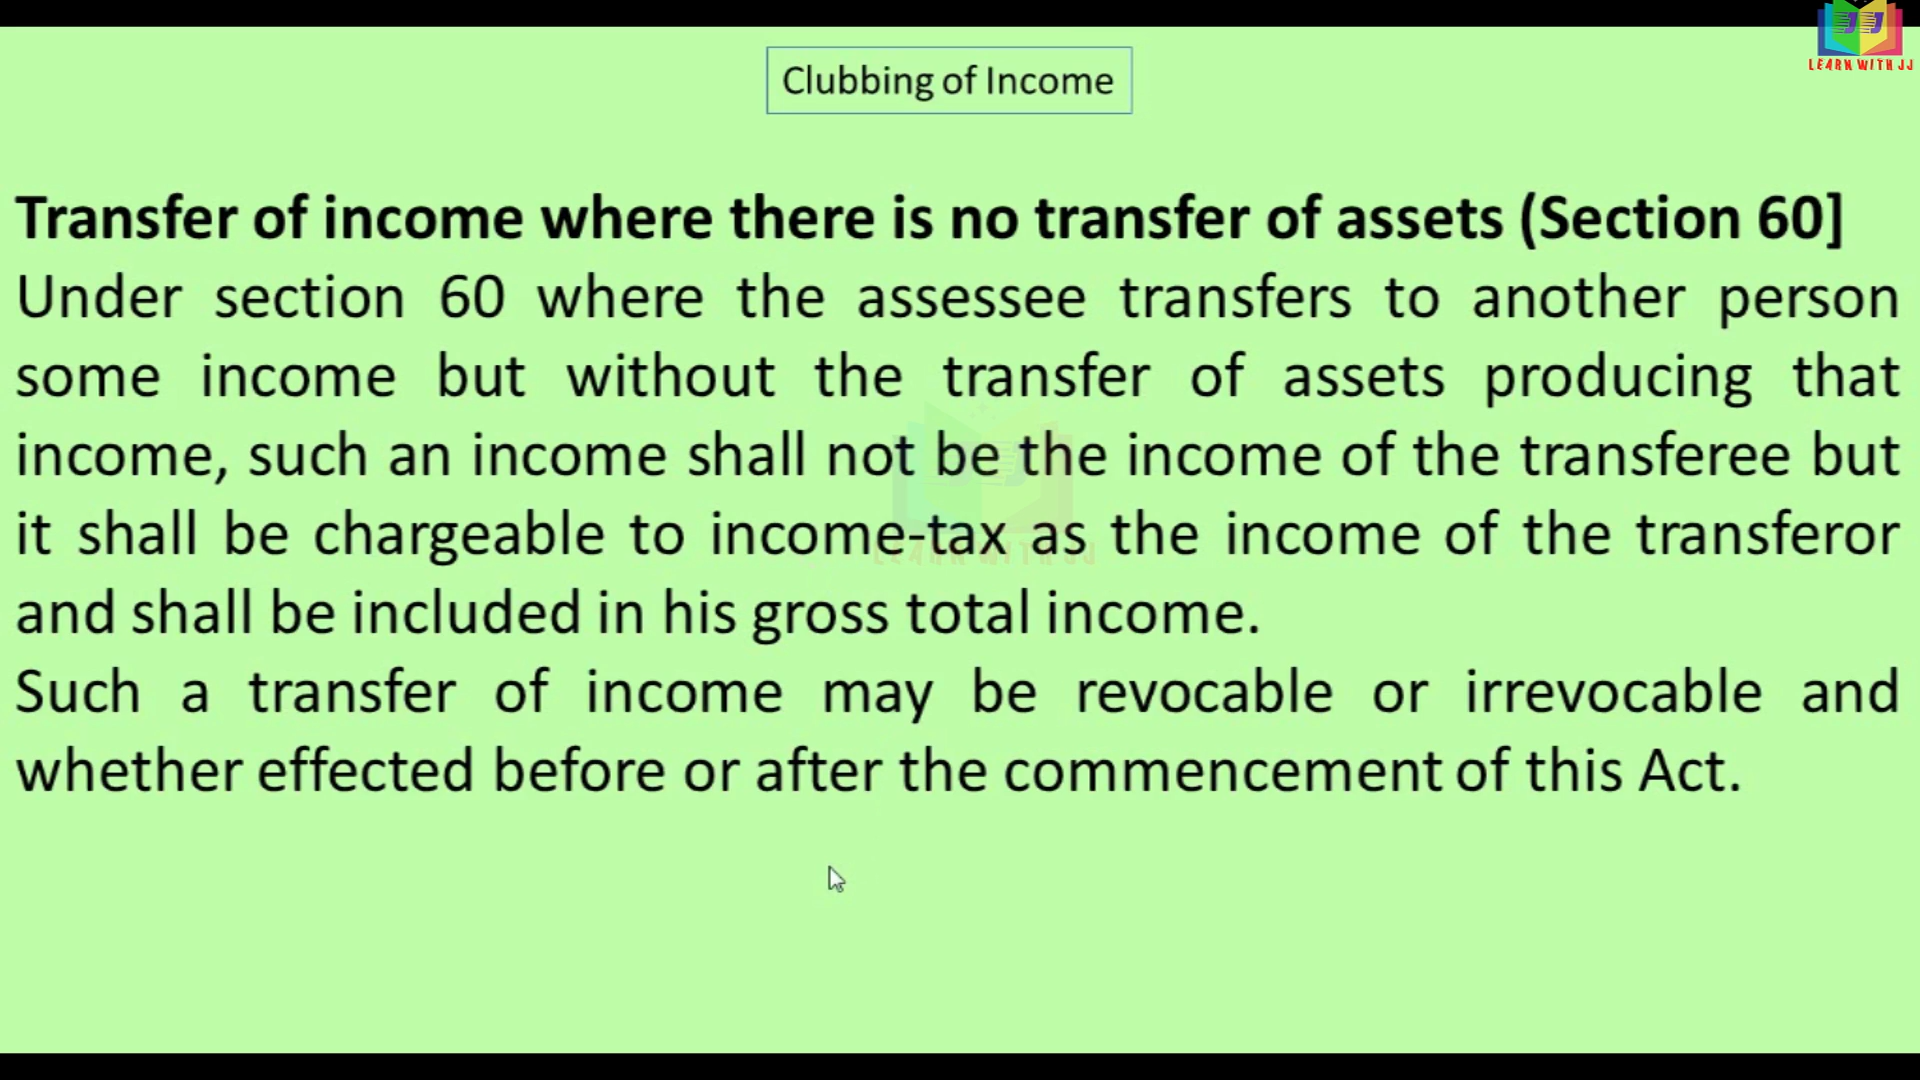 LEARN WITH JJ
Clubbing of Income
Transfer of income where there is no transfer of assets (Section 60]
Under section 60 where the assessee transfers to another person
some income but without the transfer of assets producing that
income, such an income shall not be the income of the transferee but
it shall be chargeable to income-tax as the income of the transferor
and shall be included in his gross total income.
Such a transfer of income may be revocable or irrevocable and
whether effected before or after the commencement of this Act.
LEARN WITH JJ